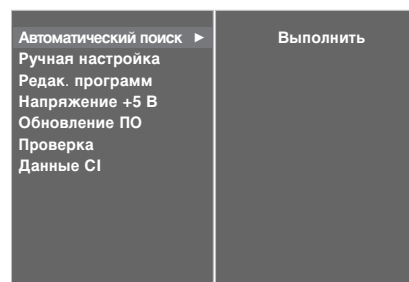 Автоматический поиск ► Выполнить
Ручная настройка
Редак. программ
Напряжение +5 В
Обновление ПО
Проверка
Данные CI